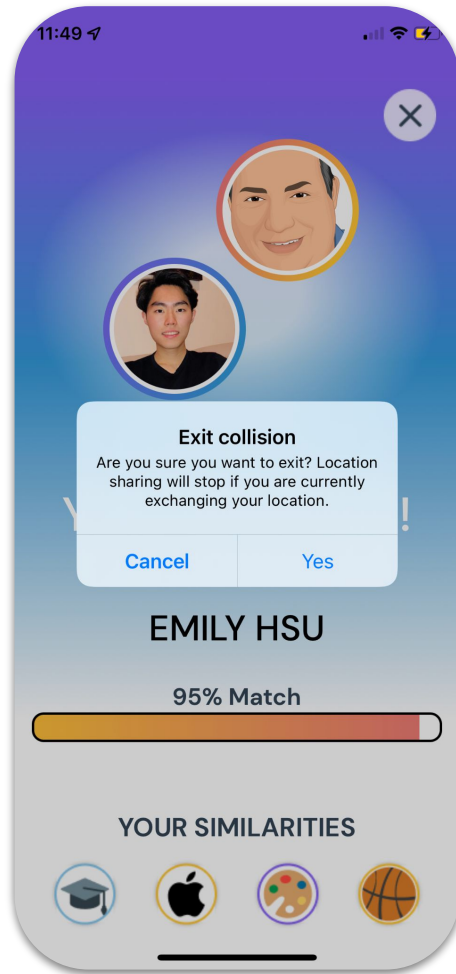 11:49
Exit collision
Are you sure you want to exit? Location
sharing will stop if you are currently
exchanging your location.
Cancel
Yes
EMILY HSU
95% Match
YOUR SIMILARITIES